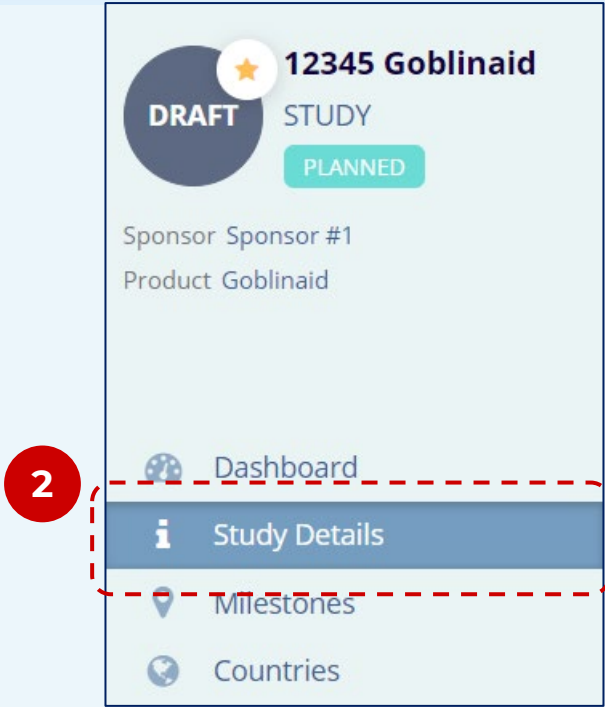 12345 Goblinaid
DRAFT
STUDY
PLANNED
Sponsor Sponsor #1
Product Goblinaid
Dashboard
2
Study Details
Milestones
Countries